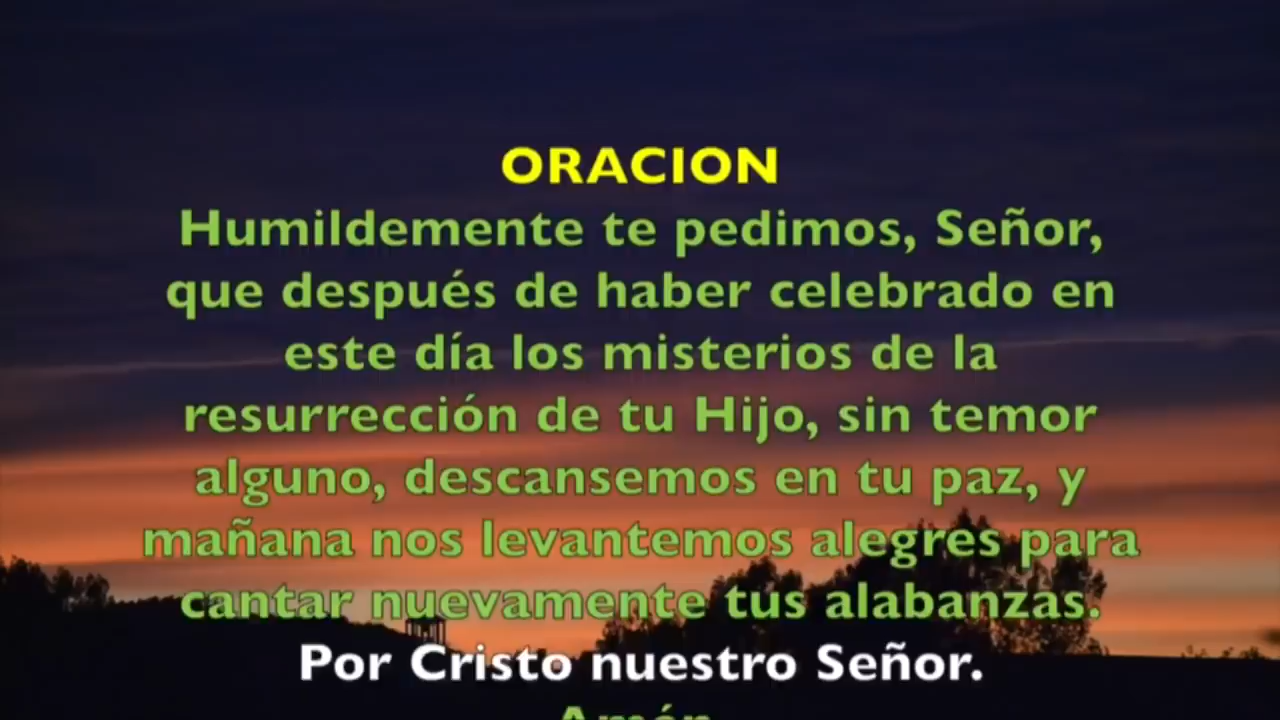 ORACION
Humildemente te pedimos, Señor,
que después de haber celebrado en
este día los misterios de la
resurrección de tu Hijo, sin temor
alguno, descansemos en tu paz, y
mañana nos levantemos alegres para
cantar nuevamente tus alabanzas.
Por Cristo nuestro Señor.
Amén